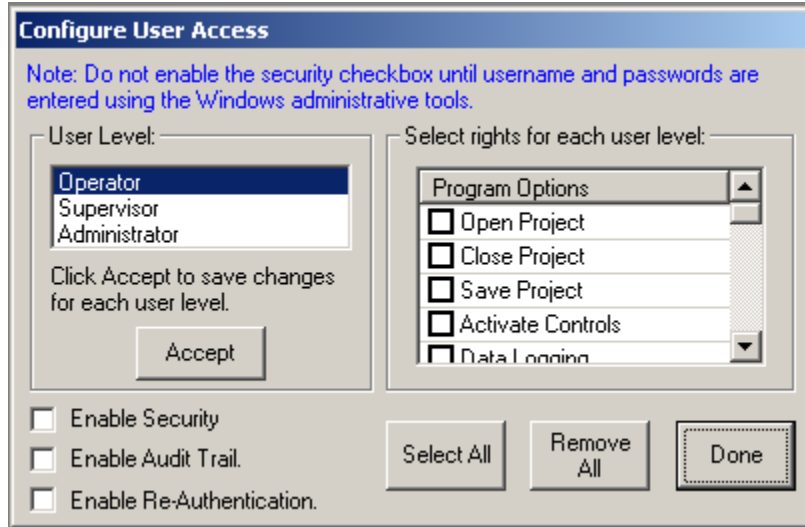 Configure User Access
Note: Do not enable the security checkbox until username and passwords are
entered using the Windows administrative tools.
User Level:
Operator
Supervisor
Administrator
Click Accept to save changes
for each user level.
Accept
Select rights for each user level:
Program Options
Open Project
Close Project
Save Project
Activate Controls
Data Logging
Enable Security
Enable Audit Trail.
Enable Re-Authentication.
Select All
Remove
All
Done